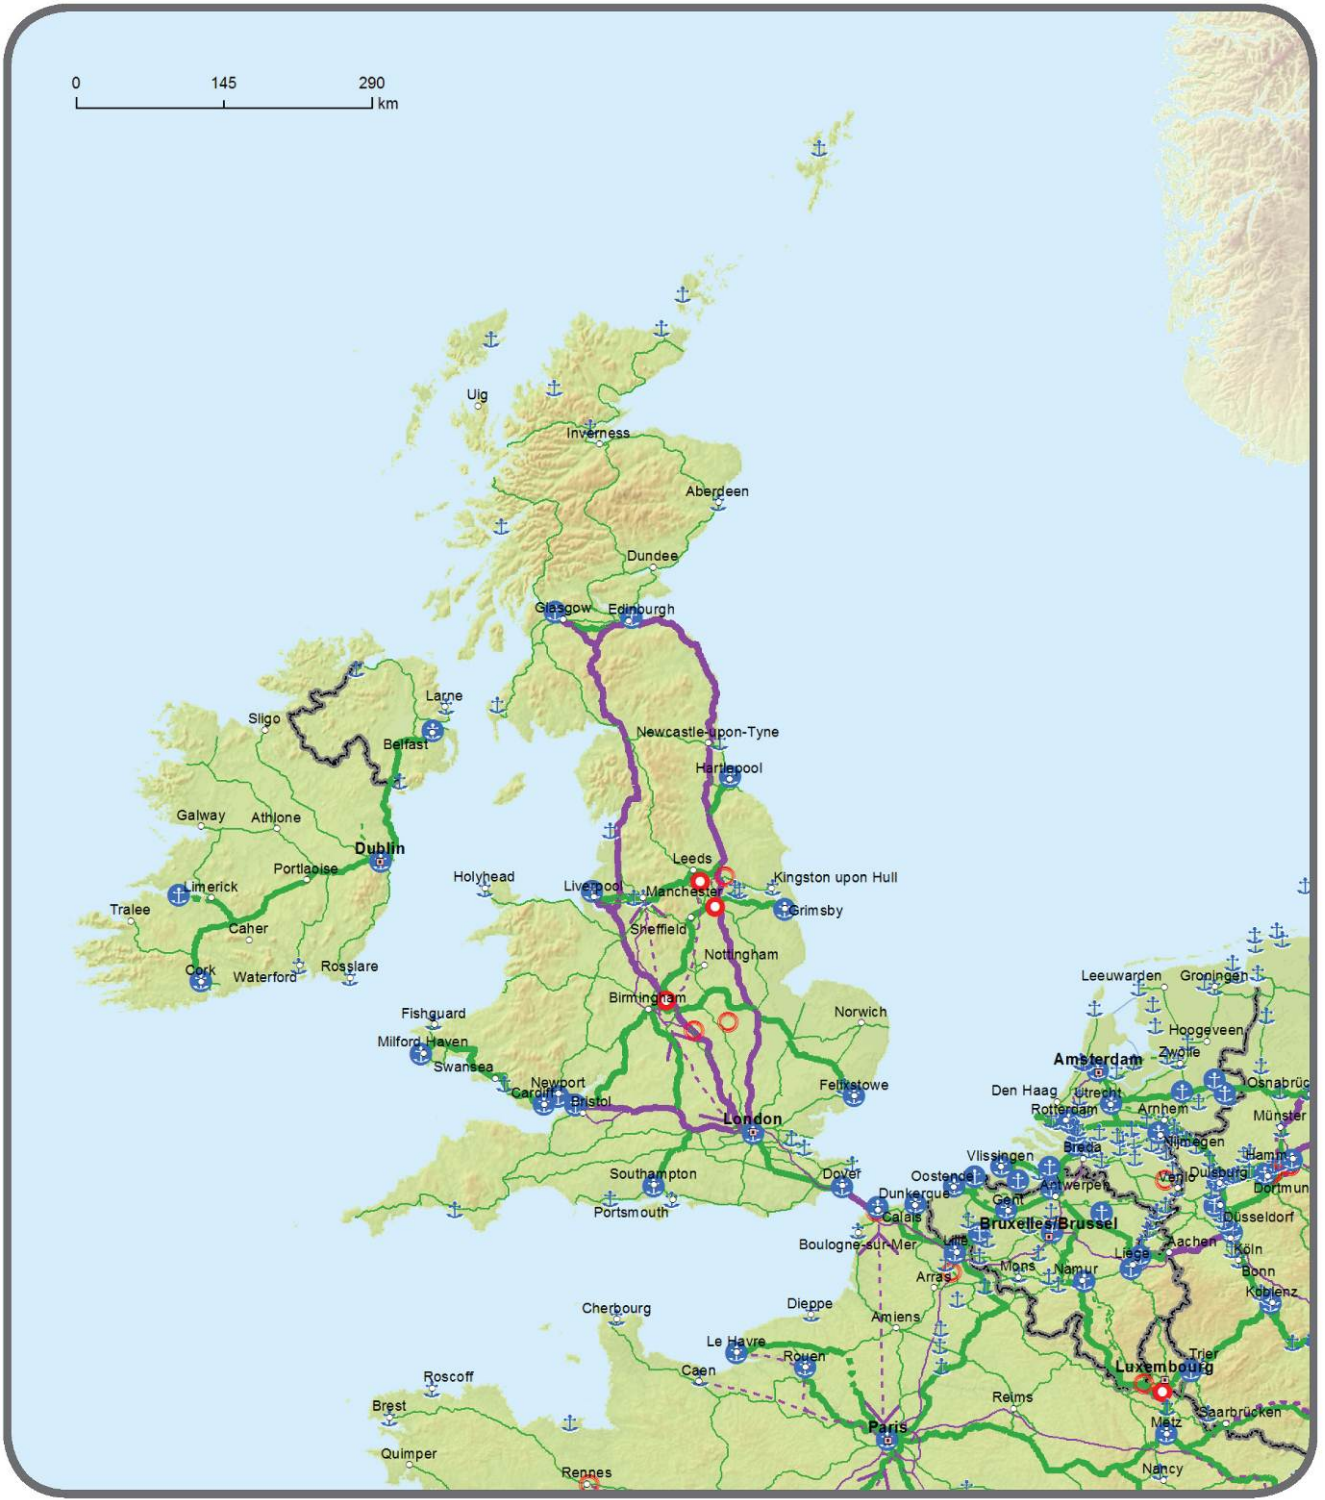 0 145 290
km
Uig
Inverness
Aberdeen
Dundee
Glasgow Edinburgh
Larne
Sligo
Newcastle-upon-Tyne
Belfast
Hartlepool
Galway Athlone
Dublin
Leeds
Portlaoise
Holyhead Kingston upon Hull
Limerick Liverpool Manchester
Tralee Grimsby
Caher Sheffield
Nottingham
Cork Waterford Rosslare
Leeuwarden Groningen
Birmingham
Fishguard Norwich
Hoogeveen
Milford Haven
Zwolle
Amsterdam
Swansea
Newport Felixstowe
Cardiff Bristol
Den Haag Utrecht Osnabrüc
Rotterdam Arnhem Münster
London
Nijmegen
Breda
Vlissingen Hamm
Southampton Dover Oostende Venlo Duisburg
Dunkerque Antwerpen Dortmun
Portsmouth Gent
Calais Bruxelles/Brussel Düsseldorf
Boulogne-sur-Mer Lille Aachen
Liege Köln
Arras Mons Namur Bonn
Koblenz
Cherbourg Dieppe
Amiens
Le Havre
Rouen Trier
Caen Luxembourg
Roscoff
Reims
Brest Saarbrücken
Paris Metz
Quimper
Rennes Nancy